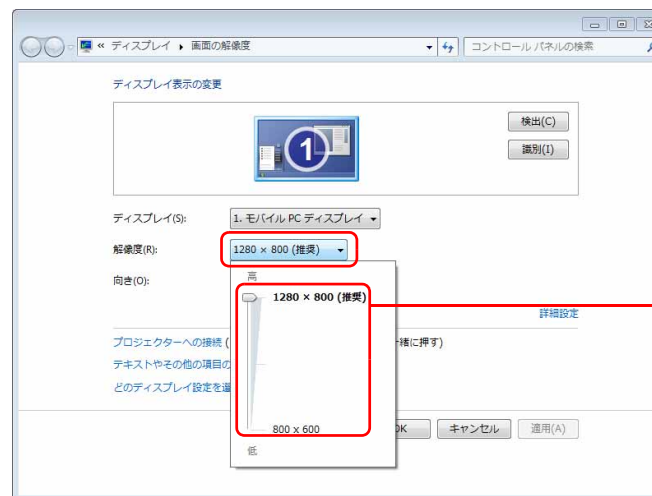 « ディスプレイ ▸ 画面の解像度
コントロール パネルの検索
ディスプレイ表示の変更
1
検出(C)
識別(I)
ディスプレイ(S):
1. モバイル PC ディスプレイ
解像度(R):
1280 × 800 (推奨)
向き(O):
高
1280 × 800 (推奨)
詳細設定
プロジェクターへの接続 (
緒に押す)
テキストやその他の項目の
どのディスプレイ設定を選
800 x 600
OK
キャンセル
適用(A)
低